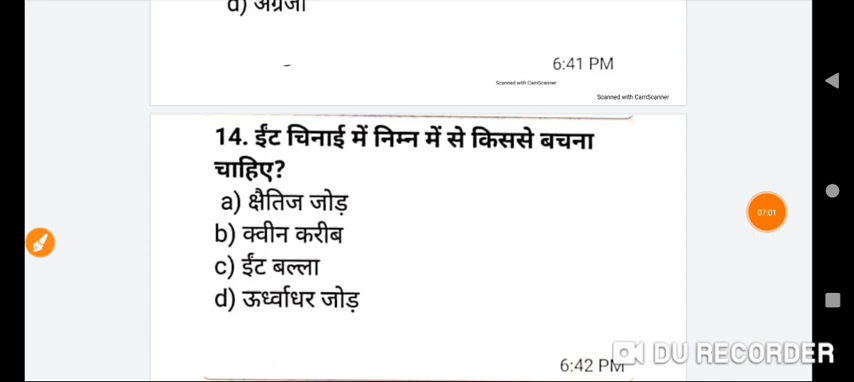 d) अंग्रेजी
6:41 PM
Scanned with CamScanner
Scanned with CamScanner
14. ईंट चिनाई में निम्न में से किससे बचना
चाहिए?
a) क्षैतिज जोड़
b) क्वीन करीब
c) ईंट बल्ला
d) ऊर्ध्वाधर जोड़
07:01
6:42 PM
DU RECORDER